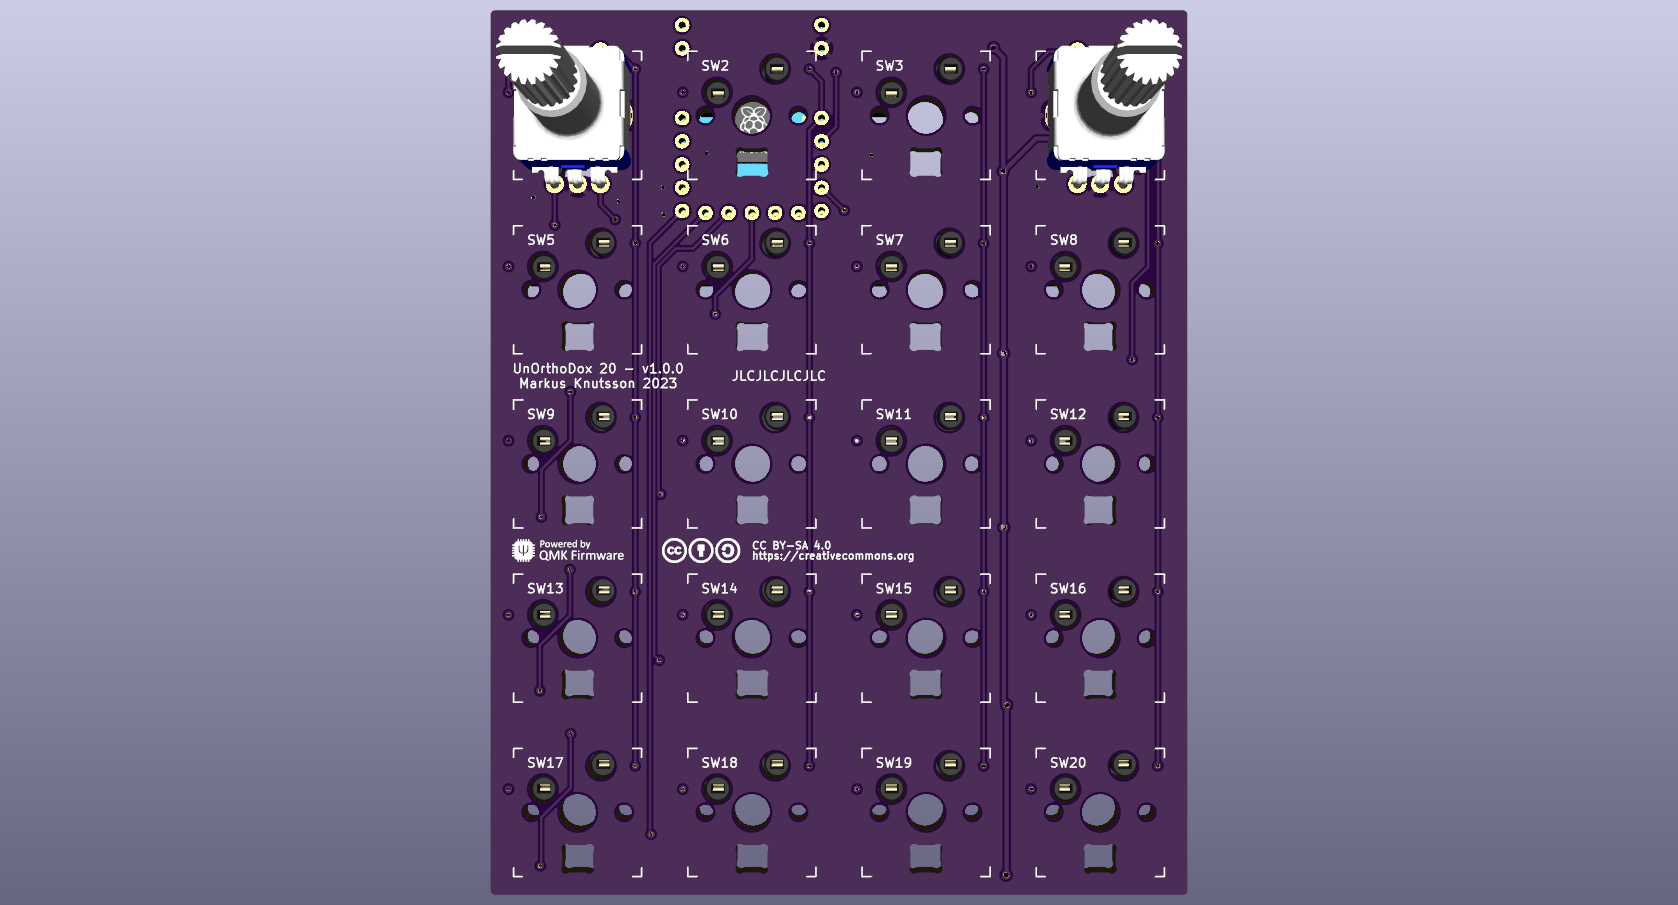 SW2
SW3
SW5
SW6
SW7
SW8
UnOrthoDox 20 – v1.0.0
Markus Knutsson 2023
JLCJLCJLCJLC
SW9
SW10
SW11
SW12
Powered by
QMK Firmware
cc
CC BY–SA 4.0
https://creativecommons.org
SW13
SW14
SW15
SW16
SW17
SW18
SW19
SW20